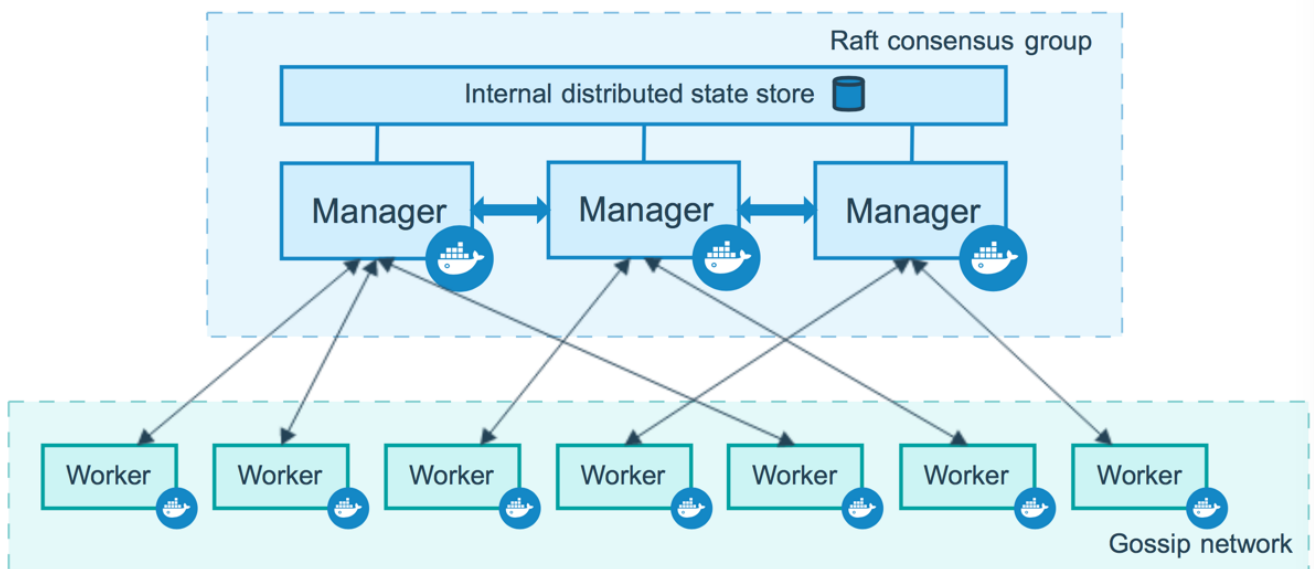 Raft consensus group
Internal distributed state store
Manager
Manager
Manager
Worker
Worker
Worker
Worker
Worker
Worker
Worker
Gossip network